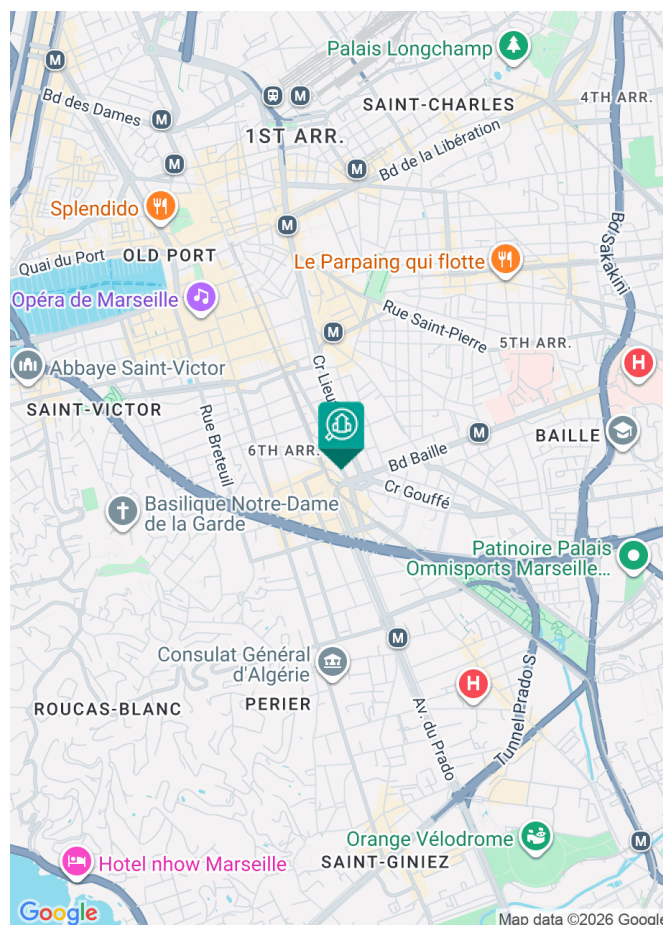 Palais Longchamp
M
Bd des Dames
M
M
SAINT-CHARLES
4TH ARR.
1ST ARR.
Bd de la Libération
M
M
Splendido
Bd Sakakini
M
Quai du Port
OLD PORT
Le Parpaing qui flotte
Opéra de Marseille
Rue Saint-Pierre
M
5TH ARR.
Abbaye Saint-Victor
H
Cr Lieu
SAINT-VICTOR
Rue Breteuil
M
BAILLE
6TH ARR.
Bd Baille
Cr Gouffé
Basilique Notre-Dame
de la Garde
Patinoire Palais
Omnisports Marseille...
M
Consulat Général
d'Algérie
H
ROUCAS-BLANC
PERIER
Av. du Prado
Tunnel Prado S
Orange Vélodrome
M
Hotel nhow Marseille
SAINT-GINIEZ
Google
Map data ©2026 Google